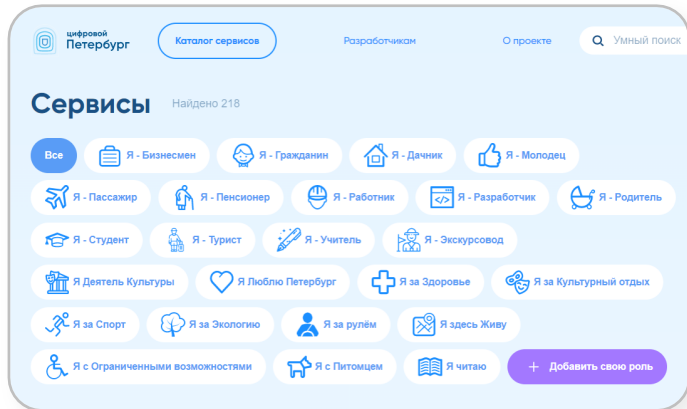 цифровой
Петербург
Каталог сервисов
Разработчикам
О проекте
Умный поиск
Сервисы
Найдено 218
Все
Я - Бизнесмен
Я - Гражданин
Я - Дачник
Я - Молодец
Я - Пассажир
Я - Пенсионер
Я - Работник
</>
Я - Разработчик
Я - Родитель
Я - Студент
Я - Турист
Я - Учитель
Я - Экскурсовод
Я Деятель Культуры
Я Люблю Петербург
Я за Здоровье
Я за Культурный отдых
Я за Спорт
Я за Экологию
Я за рулём
Я здесь Живу
Я с Ограниченными возможностями
Я с Питомцем
Я читаю
+ Добавить свою роль